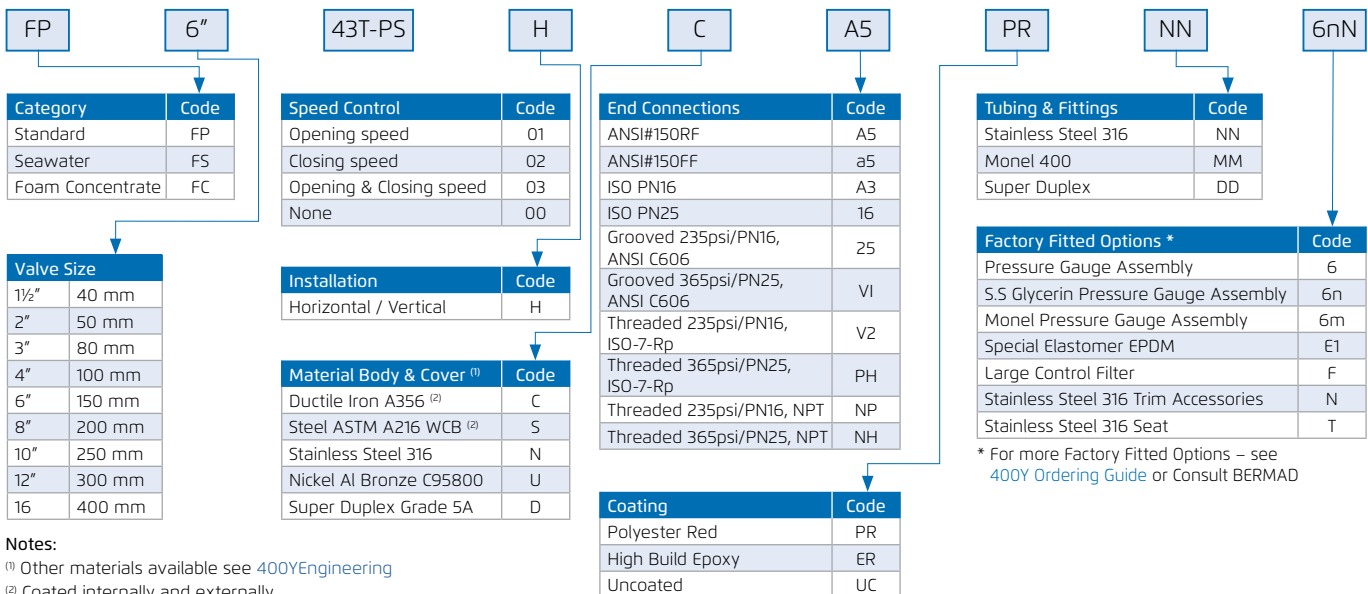 FP 6″ 43T-PS H C A5 PR NN 6nN
Category Code
Standard FP
Seawater FS
Foam Concentrate FC
Valve Size
1½″ 40 mm
2″ 50 mm
3″ 80 mm
4″ 100 mm
6″ 150 mm
8″ 200 mm
10″ 250 mm
12″ 300 mm
16 400 mm
Speed Control Code
Opening speed 01
Closing speed 02
Opening & Closing speed 03
None 00
Installation Code
Horizontal / Vertical H
Material Body & Cover (1) Code
Ductile Iron A356 (2) C
Steel ASTM A216 WCB (2) S
Stainless Steel 316 N
Nickel Al Bronze C95800 U
Super Duplex Grade 5A D
End Connections Code
ANSI#150RF A5
ANSI#150FF a5
ISO PN16 A3
ISO PN25 16
Grooved 235psi/PN16,
ANSI C606 25
Grooved 365psi/PN25,
ANSI C606 VI
Threaded 235psi/PN16,
ISO-7-Rp V2
Threaded 365psi/PN25,
ISO-7-Rp PH
Threaded 235psi/PN16, NPT NP
Threaded 365psi/PN25, NPT NH
Coating Code
Polyester Red PR
High Build Epoxy ER
Uncoated UC
Tubing & Fittings Code
Stainless Steel 316 NN
Monel 400 MM
Super Duplex DD
Factory Fitted Options * Code
Pressure Gauge Assembly 6
S.S Glycerin Pressure Gauge Assembly 6n
Monel Pressure Gauge Assembly 6m
Special Elastomer EPDM E1
Large Control Filter F
Stainless Steel 316 Trim Accessories N
Stainless Steel 316 Seat T
* For more Factory Fitted Options – see
400Y Ordering Guide or Consult BERMAD
Notes:
(1) Other materials available see 400YEngineering
(2) Coated internally and externally